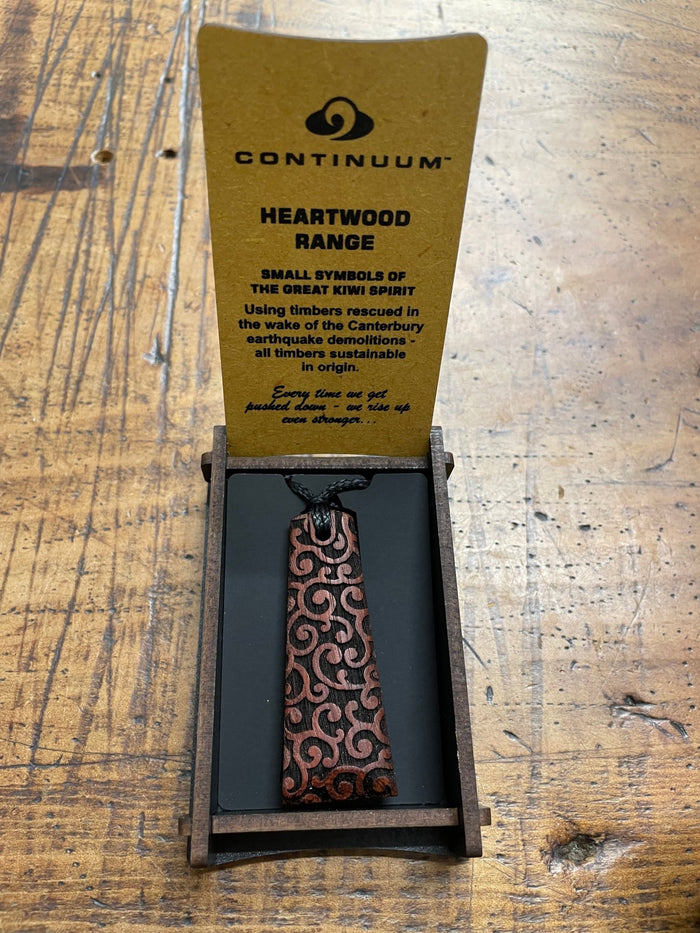 CONTINUUM™
HEARTWOOD
RANGE
SMALL SYMBOLS OF
THE GREAT KIWI SPIRIT
Using timbers rescued in
the wake of the Canterbury
earthquake demolitions -
all timbers sustainable
in origin.
Every time we get
pushed down - we rise up
even stronger...